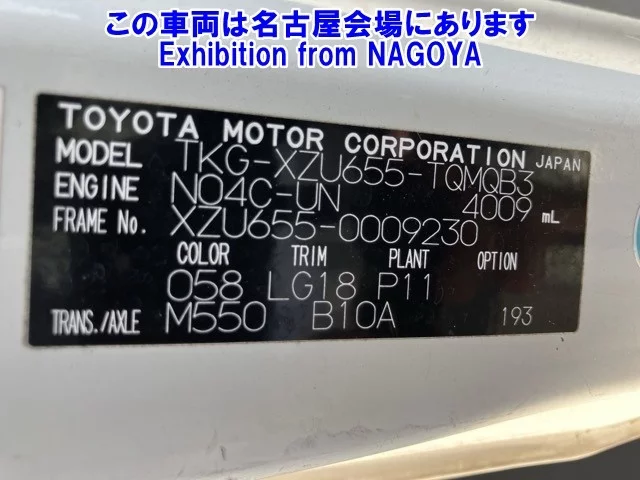 この車両は名古屋会場にあります
Exhibition from NAGOYA
TOYOTA MOTOR CORPORATION JAPAN
MODEL TKG-XZU655-TQMQB3
ENGINE N04C-UN 4009 mL
FRAME No. XZU655-0009230
COLOR TRIM PLANT OPTION
058 LG18 P11
TRANS./AXLE M550 B10A 193